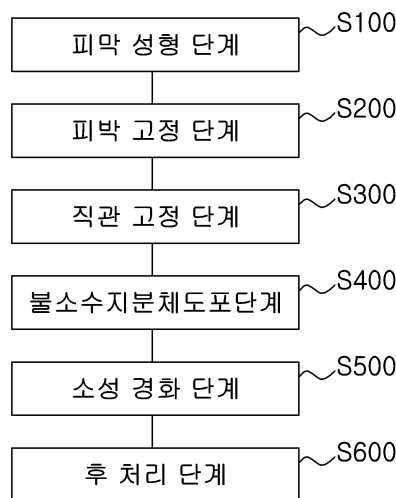 피막 성형 단계 S100
피박 고정 단계 S200
직관 고정 단계 S300
불소수지분체도포단계 S400
소성 경화 단계 S500
후 처리 단계 S600